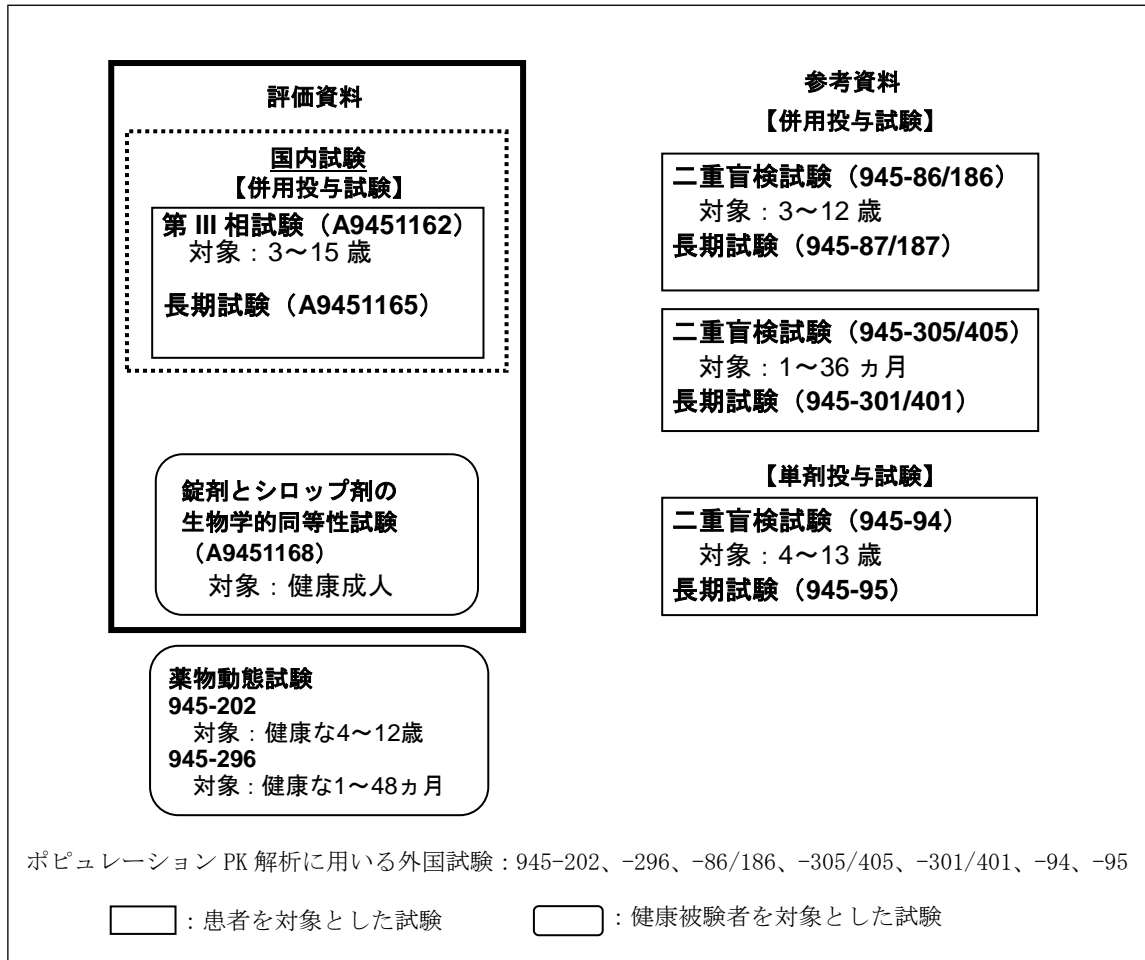 評価資料
国内試験
【併用投与試験】
第 III 相試験（A9451162）
対象：3～15 歳
長期試験（A9451165）
錠剤とシロップ剤の
生物学的同等性試験
（A9451168）
対象：健康成人
薬物動態試験
945-202
対象：健康な4～12歳
945-296
対象：健康な1～48ヵ月
参考資料
【併用投与試験】
二重盲検試験（945-86/186）
対象：3～12 歳
長期試験（945-87/187）
二重盲検試験（945-305/405）
対象：1～36 ヵ月
長期試験（945-301/401）
【単剤投与試験】
二重盲検試験（945-94）
対象：4～13 歳
長期試験（945-95）
ポピュレーション PK 解析に用いる外国試験：945-202、-296、-86/186、-305/405、-301/401、-94、-95
：患者を対象とした試験
：健康被験者を対象とした試験